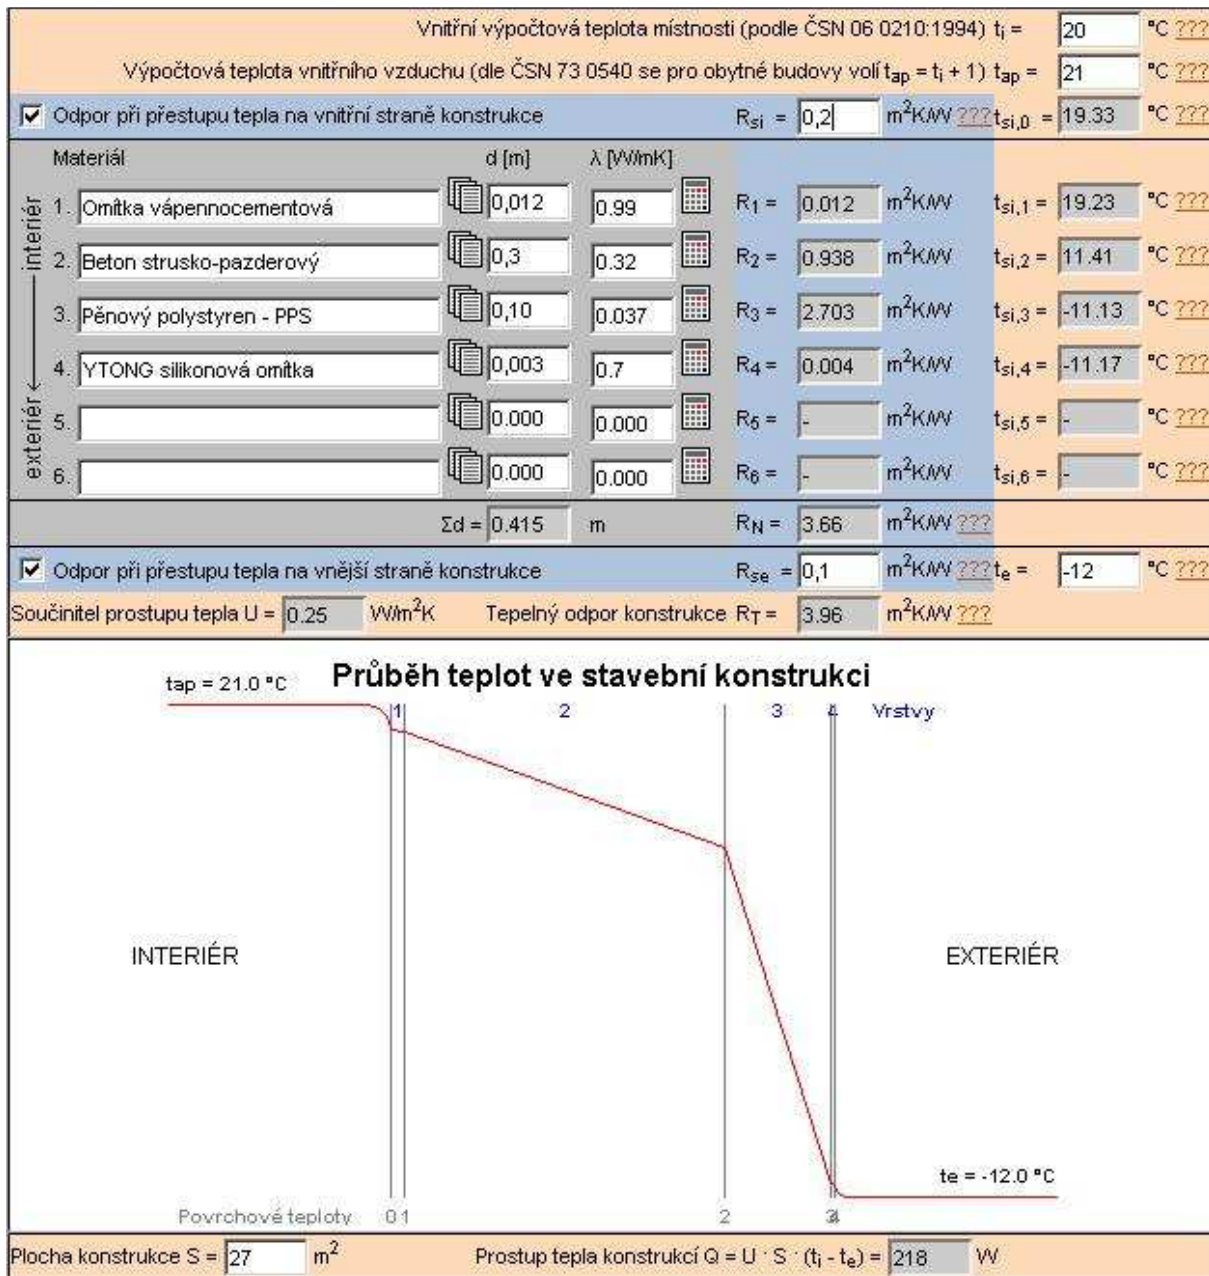 Vnitřní výpočtová teplota místnosti (podle ČSN 06 0210:1994) ti = 20 °C ???
Výpočtová teplota vnitřního vzduchu (dle ČSN 73 0540 se pro obytné budovy volí tap = ti + 1) tap = 21 °C ???
Odpor při přestupu tepla na vnitřní straně konstrukce Rsi = 0,2 m²K/W ??? tsi,0 = 19.33 °C ???
Materiál d [m] λ [W/mK]
1. Omítka vápennocementová 0,012 0.99 R1 = 0.012 m²K/W tsi,1 = 19.23 °C ???
2. Beton strusko-pazderový 0,3 0.32 R2 = 0.938 m²K/W tsi,2 = 11.41 °C ???
3. Pěnový polystyren - PPS 0,10 0.037 R3 = 2.703 m²K/W tsi,3 = -11.13 °C ???
4. YTONG silikonová omítka 0,003 0.7 R4 = 0.004 m²K/W tsi,4 = -11.17 °C ???
5. 0.000 0.000 R5 = - m²K/W tsi,5 = - °C ???
6. 0.000 0.000 R6 = - m²K/W tsi,6 = - °C ???
exteriér ← interiér
Σd = 0.415 m RN = 3.66 m²K/W ???
Odpor při přestupu tepla na vnější straně konstrukce Rse = 0,1 m²K/W ??? te = -12 °C ???
Součinitel prostupu tepla U = 0.25 W/m²K Tepelný odpor konstrukce RT = 3.96 m²K/W ???
Průběh teplot ve stavební konstrukci
tap = 21.0 °C
1 2 3 4 Vrstvy
INTERIÉR EXTERIÉR
te = -12.0 °C
Povrchové teploty 0 1 2 3 4
Plocha konstrukce S = 27 m² Prostup tepla konstrukcí Q = U · S · (ti - te) = 218 W